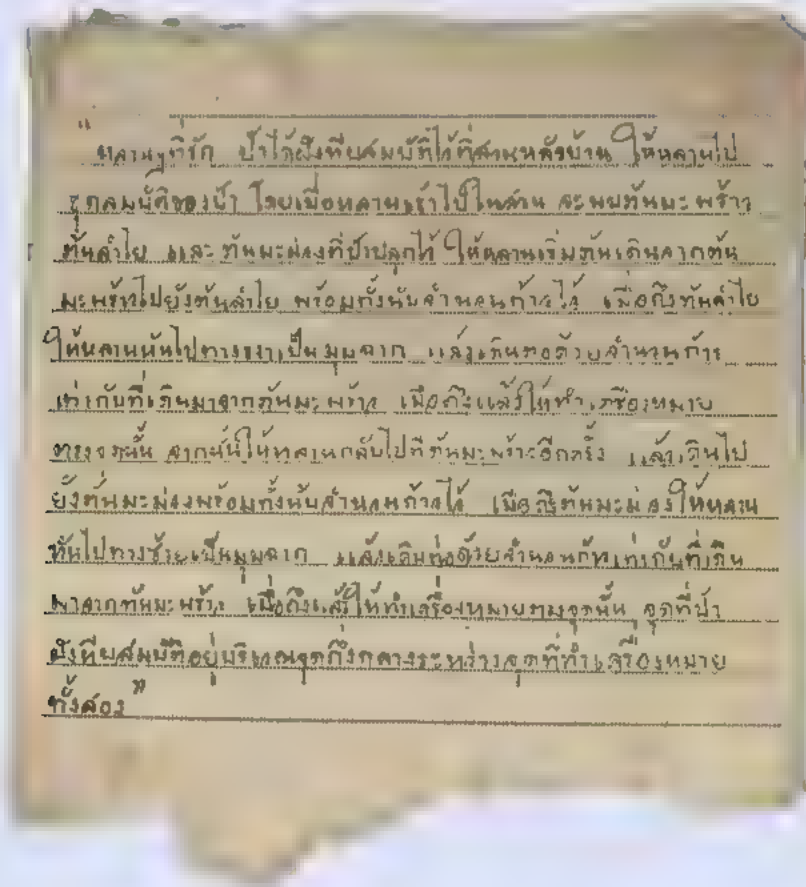 "หลานๆที่รัก ป้าได้ฝังทรัพย์สมบัติไว้ที่สวนหลังบ้าน ให้หลานไป
ขุดสมบัติของป้า โดยเมื่อหลานเข้าไปในสวน จะพบต้นมะพร้าว
ต้นลำไย และต้นมะม่วงที่ป้าปลูกไว้ ให้หลานเริ่มต้นเดินจากต้น
มะพร้าวไปยังต้นลำไย พร้อมทั้งนับจำนวนก้าวไว้ เมื่อถึงต้นลำไย
ให้หลานหันไปทางขวาเป็นมุมฉาก แล้วเดินต่อด้วยจำนวนก้าว
เท่ากับที่เดินมาจากต้นมะพร้าว เมื่อถึงแล้วให้ทำเครื่องหมาย
ตรงจุดนั้น จากนั้นให้หลานกลับไปที่ต้นมะพร้าวอีกครั้ง แล้วเดินไป
ยังต้นมะม่วงพร้อมทั้งนับจำนวนก้าวไว้ เมื่อถึงต้นมะม่วงให้หลาน
หันไปทางซ้ายเป็นมุมฉาก แล้วเดินต่อด้วยจำนวนก้าวเท่ากับที่เดิน
มาจากต้นมะพร้าว เมื่อถึงแล้วให้ทำเครื่องหมายตรงจุดนั้น จุดที่ป้า
ฝังทรัพย์สมบัติอยู่บริเวณจุดกึ่งกลางระหว่างจุดที่ทำเครื่องหมาย
ทั้งสอง"